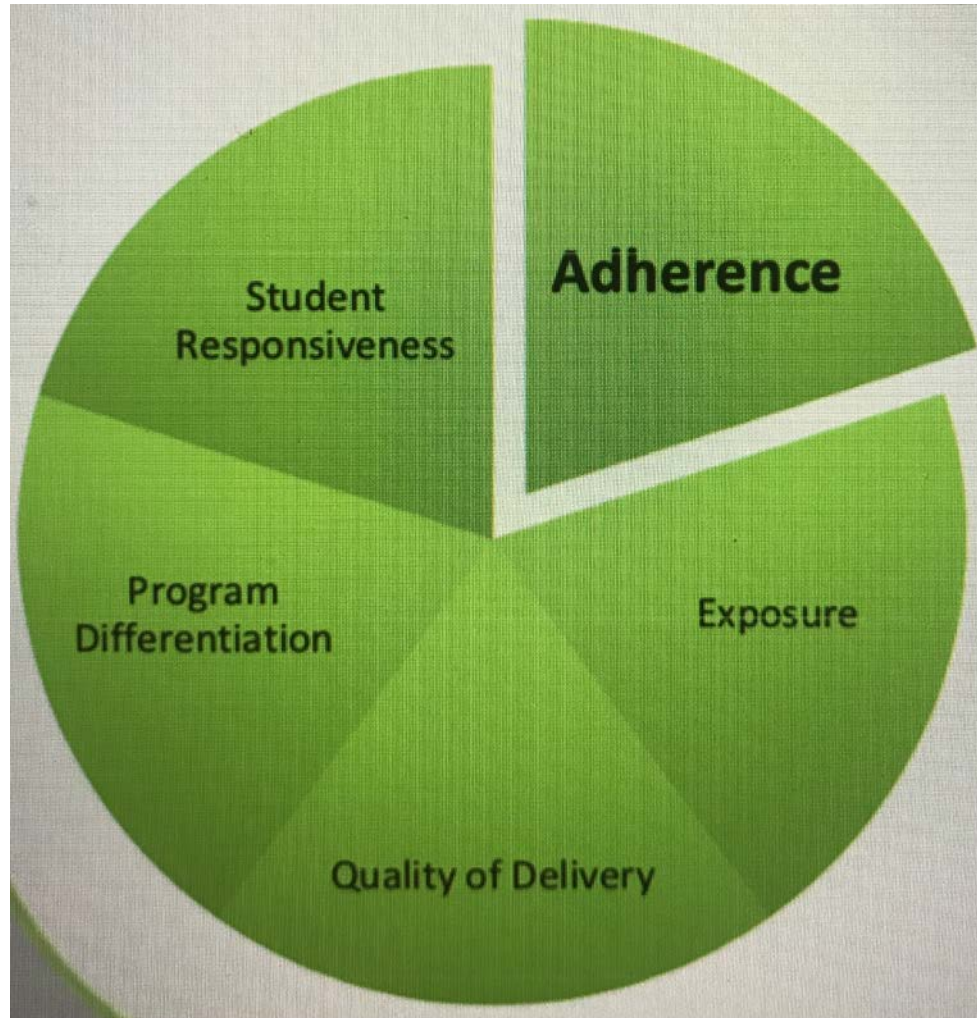 Adherence
Exposure
Quality of Delivery
Program
Differentiation
Student
Responsiveness